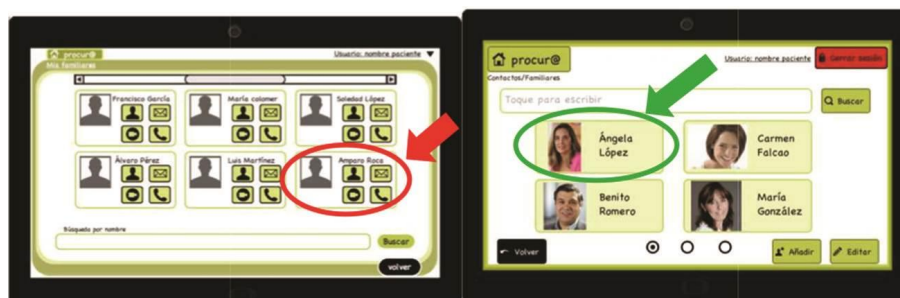 procur@
Usuario: nombre paciente
Mis familiares
Francisco García
María colomer
Soledad López
Álvaro Pérez
Luis Martínez
Amparo Roca
Búsqueda por nombre
Buscar
volver
procur@
Usuario: nombre paciente
Cerrar sesión
Contactos/Familiares
Toque para escribir
Buscar
Ángela
López
Carmen
Falcao
Benito
Romero
María
González
Volver
Añadir
Editar